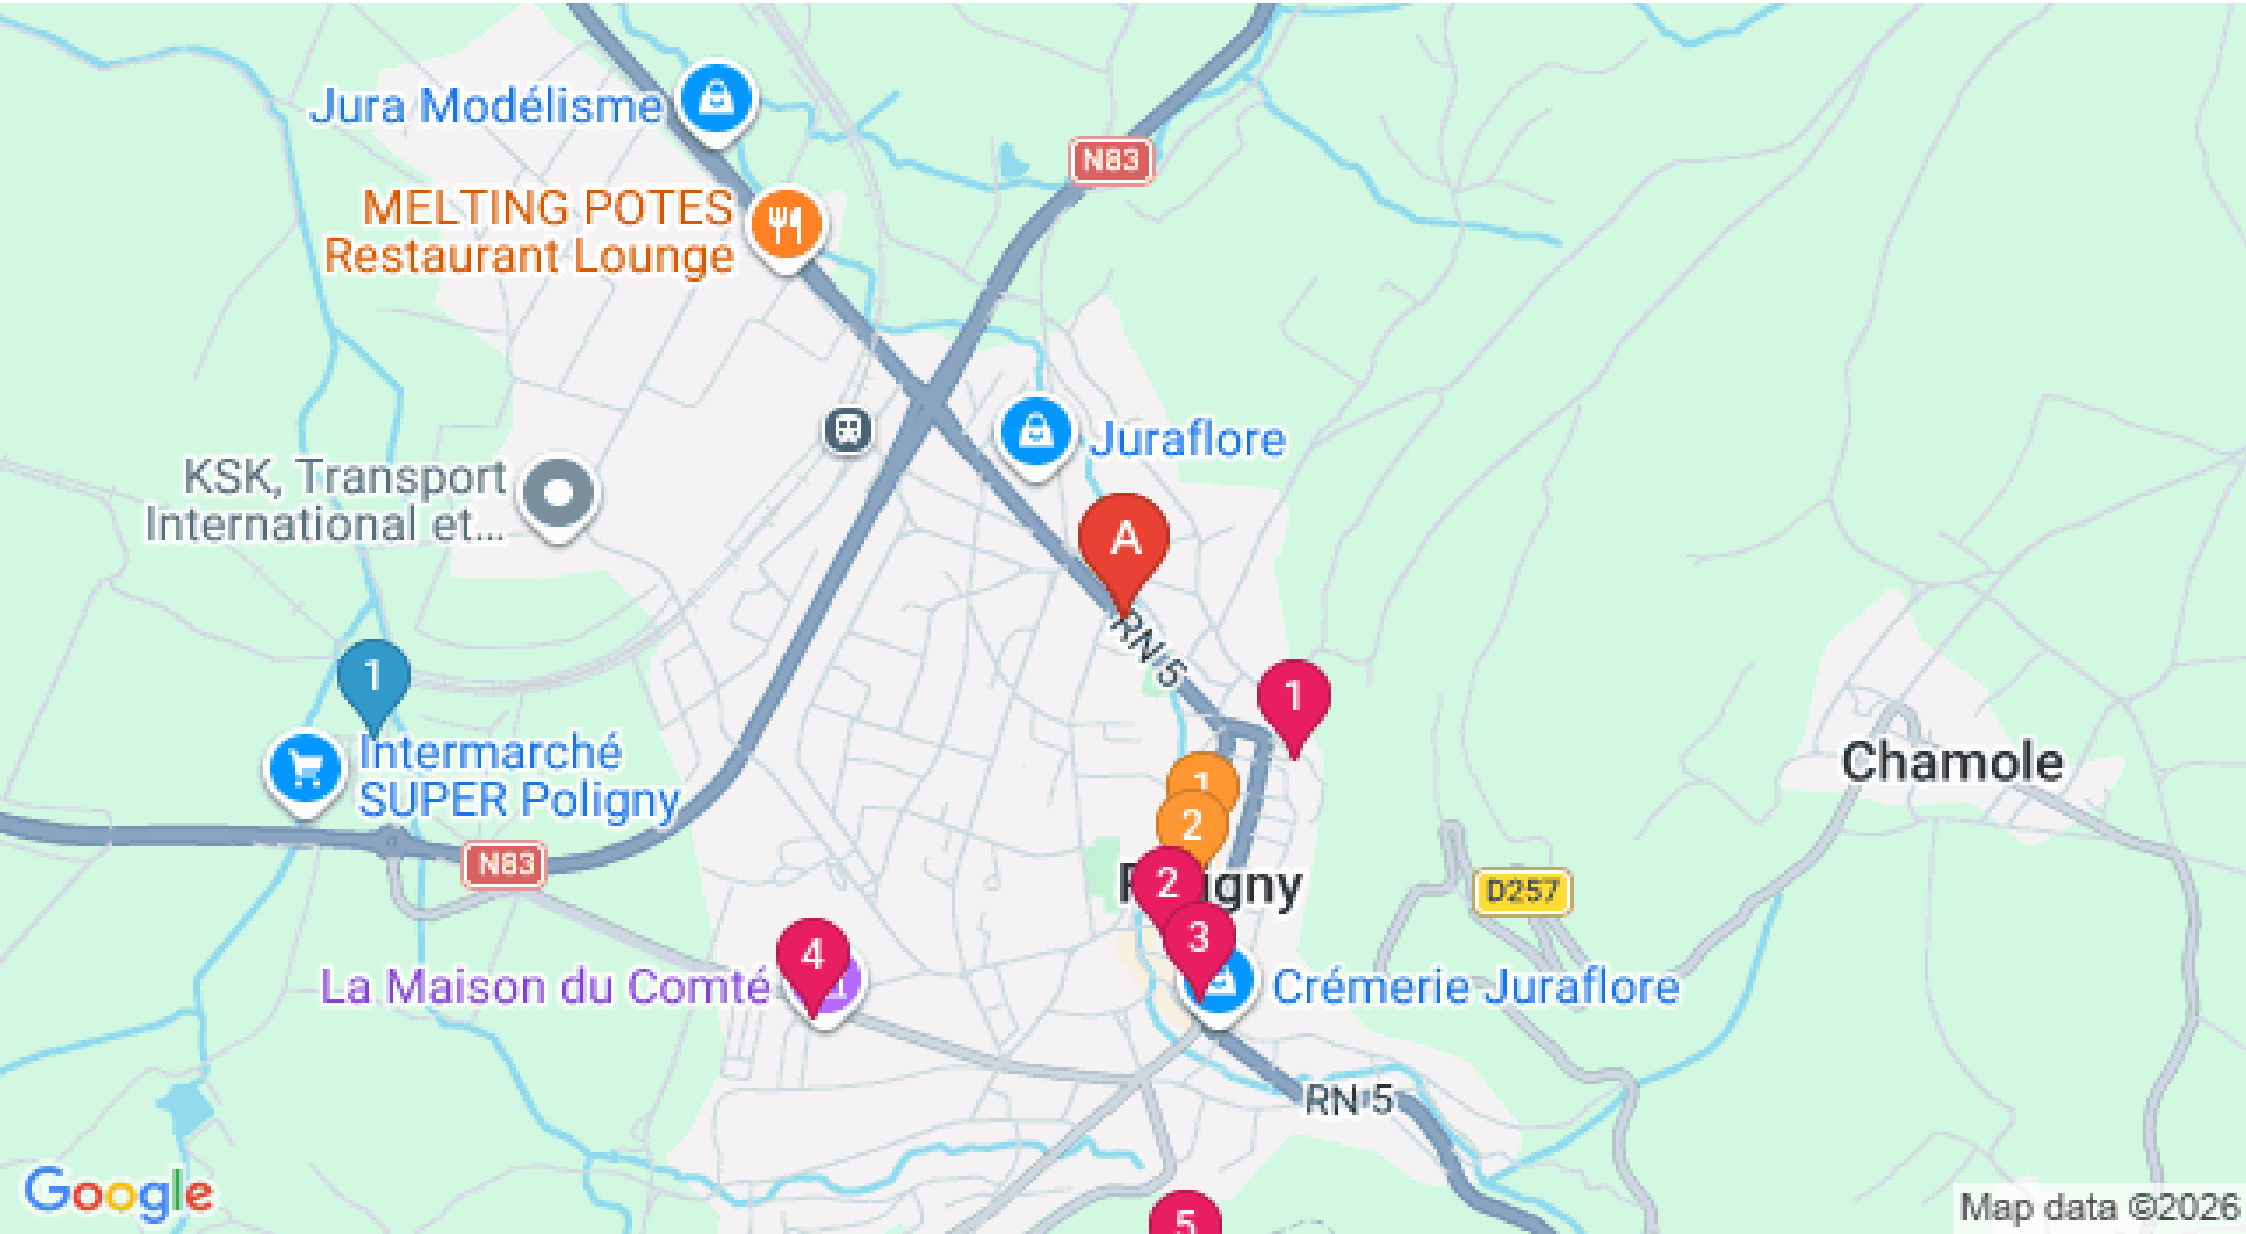 Jura Modélisme
N83
MELTING POTES
Restaurant Lounge
Juraflore
KSK, Transport
International et...
A
RN 5
1
1
Intermarché
SUPER Poligny
Chamole
1
2
N83
2
D257
3
4
La Maison du Comté
Crémerie Juraflore
RN 5
5
Google
Map data ©2026